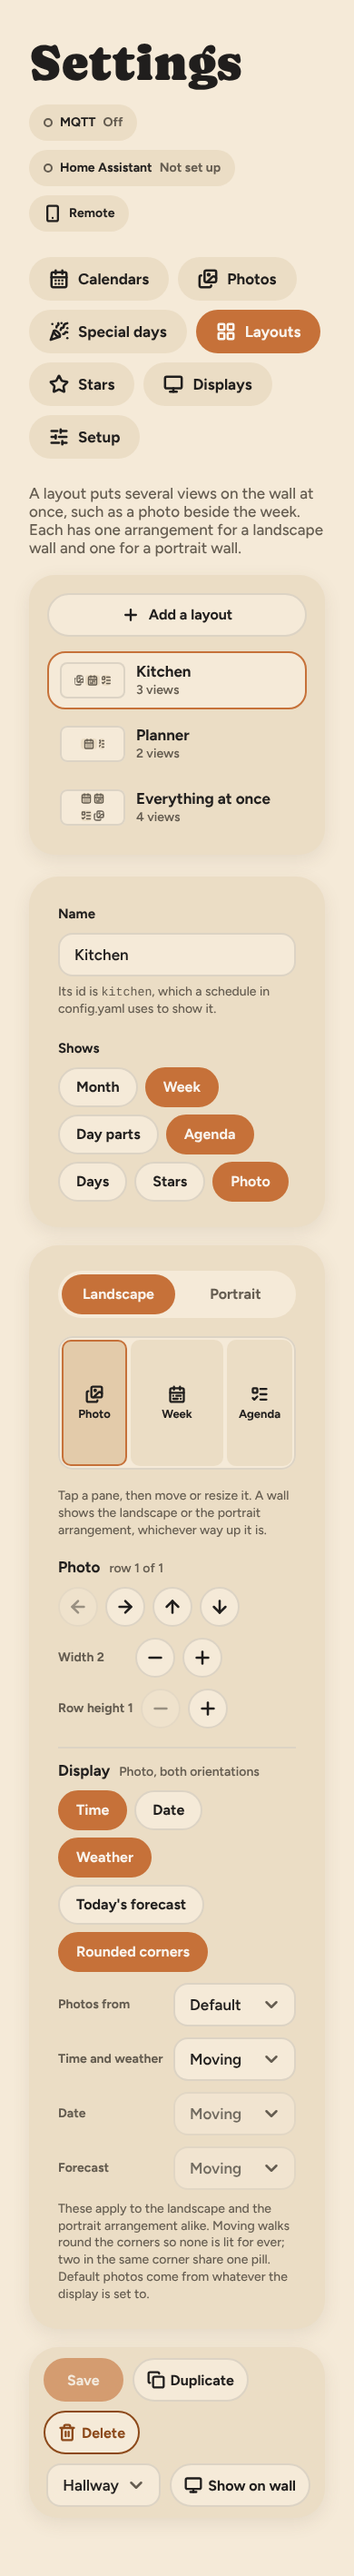 Settings
MQTT Off
Home Assistant Not set up
Remote
Calendars Photos
Special days Layouts
Stars Displays
Setup
A layout puts several views on the wall at
once, such as a photo beside the week.
Each has one arrangement for a landscape
wall and one for a portrait wall.
Add a layout
Kitchen
3 views
Planner
2 views
Everything at once
4 views
Name
Kitchen
Its id is kitchen, which a schedule in
config.yaml uses to show it.
Shows
Month Week
Day parts Agenda
Days Stars Photo
Landscape Portrait
Photo Week Agenda
Tap a pane, then move or resize it. A wall
shows the landscape or the portrait
arrangement, whichever way up it is.
Photo row 1 of 1
Width 2
Row height 1
Display Photo, both orientations
Time Date
Weather
Today's forecast
Rounded corners
Photos from Default
Time and weather Moving
Date Moving
Forecast Moving
These apply to the landscape and the
portrait arrangement alike. Moving walks
round the corners so none is lit for ever;
two in the same corner share one pill.
Default photos come from whatever the
display is set to.
Save Duplicate
Delete
Hallway Show on wall